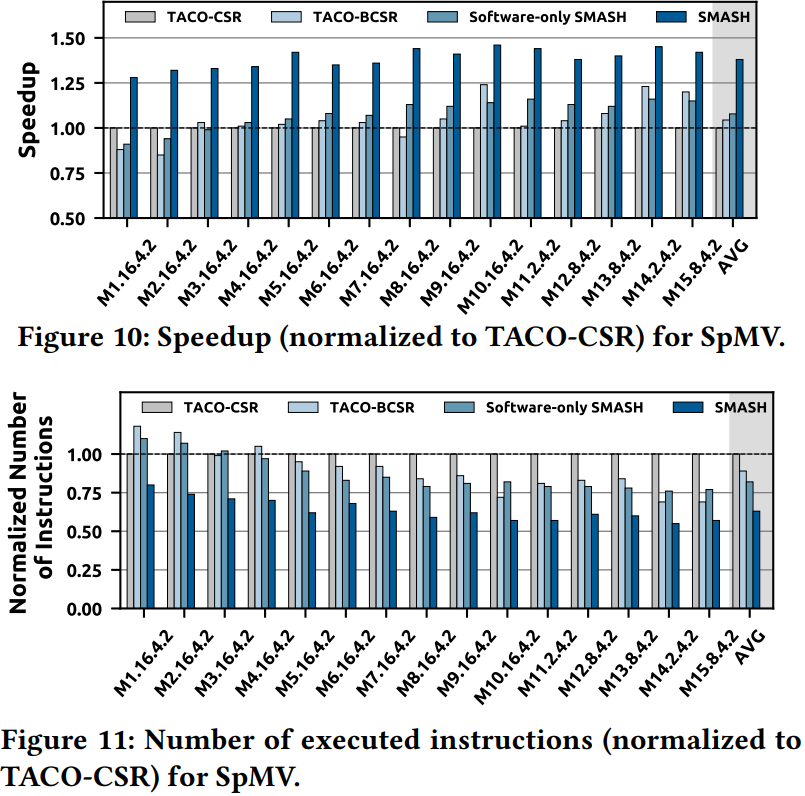 TACO-CSR TACO-BCSR Software-only SMASH SMASH
Speedup
1.50
1.25
1.00
0.75
0.50
M1.16.4.2 M2.16.4.2 M3.16.4.2 M4.16.4.2 M5.16.4.2 M6.16.4.2 M7.16.4.2 M8.16.4.2 M9.16.4.2 M10.16.4.2 M11.2.4.2 M12.8.4.2 M13.8.4.2 M14.2.4.2 M15.8.4.2 AVG
Figure 10: Speedup (normalized to TACO-CSR) for SpMV.
TACO-CSR TACO-BCSR Software-only SMASH SMASH
Normalized Number
of Instructions
1.00
0.75
0.50
0.25
0.00
M1.16.4.2 M2.16.4.2 M3.16.4.2 M4.16.4.2 M5.16.4.2 M6.16.4.2 M7.16.4.2 M8.16.4.2 M9.16.4.2 M10.16.4.2 M11.2.4.2 M12.8.4.2 M13.8.4.2 M14.2.4.2 M15.8.4.2 AVG
Figure 11: Number of executed instructions (normalized to
TACO-CSR) for SpMV.